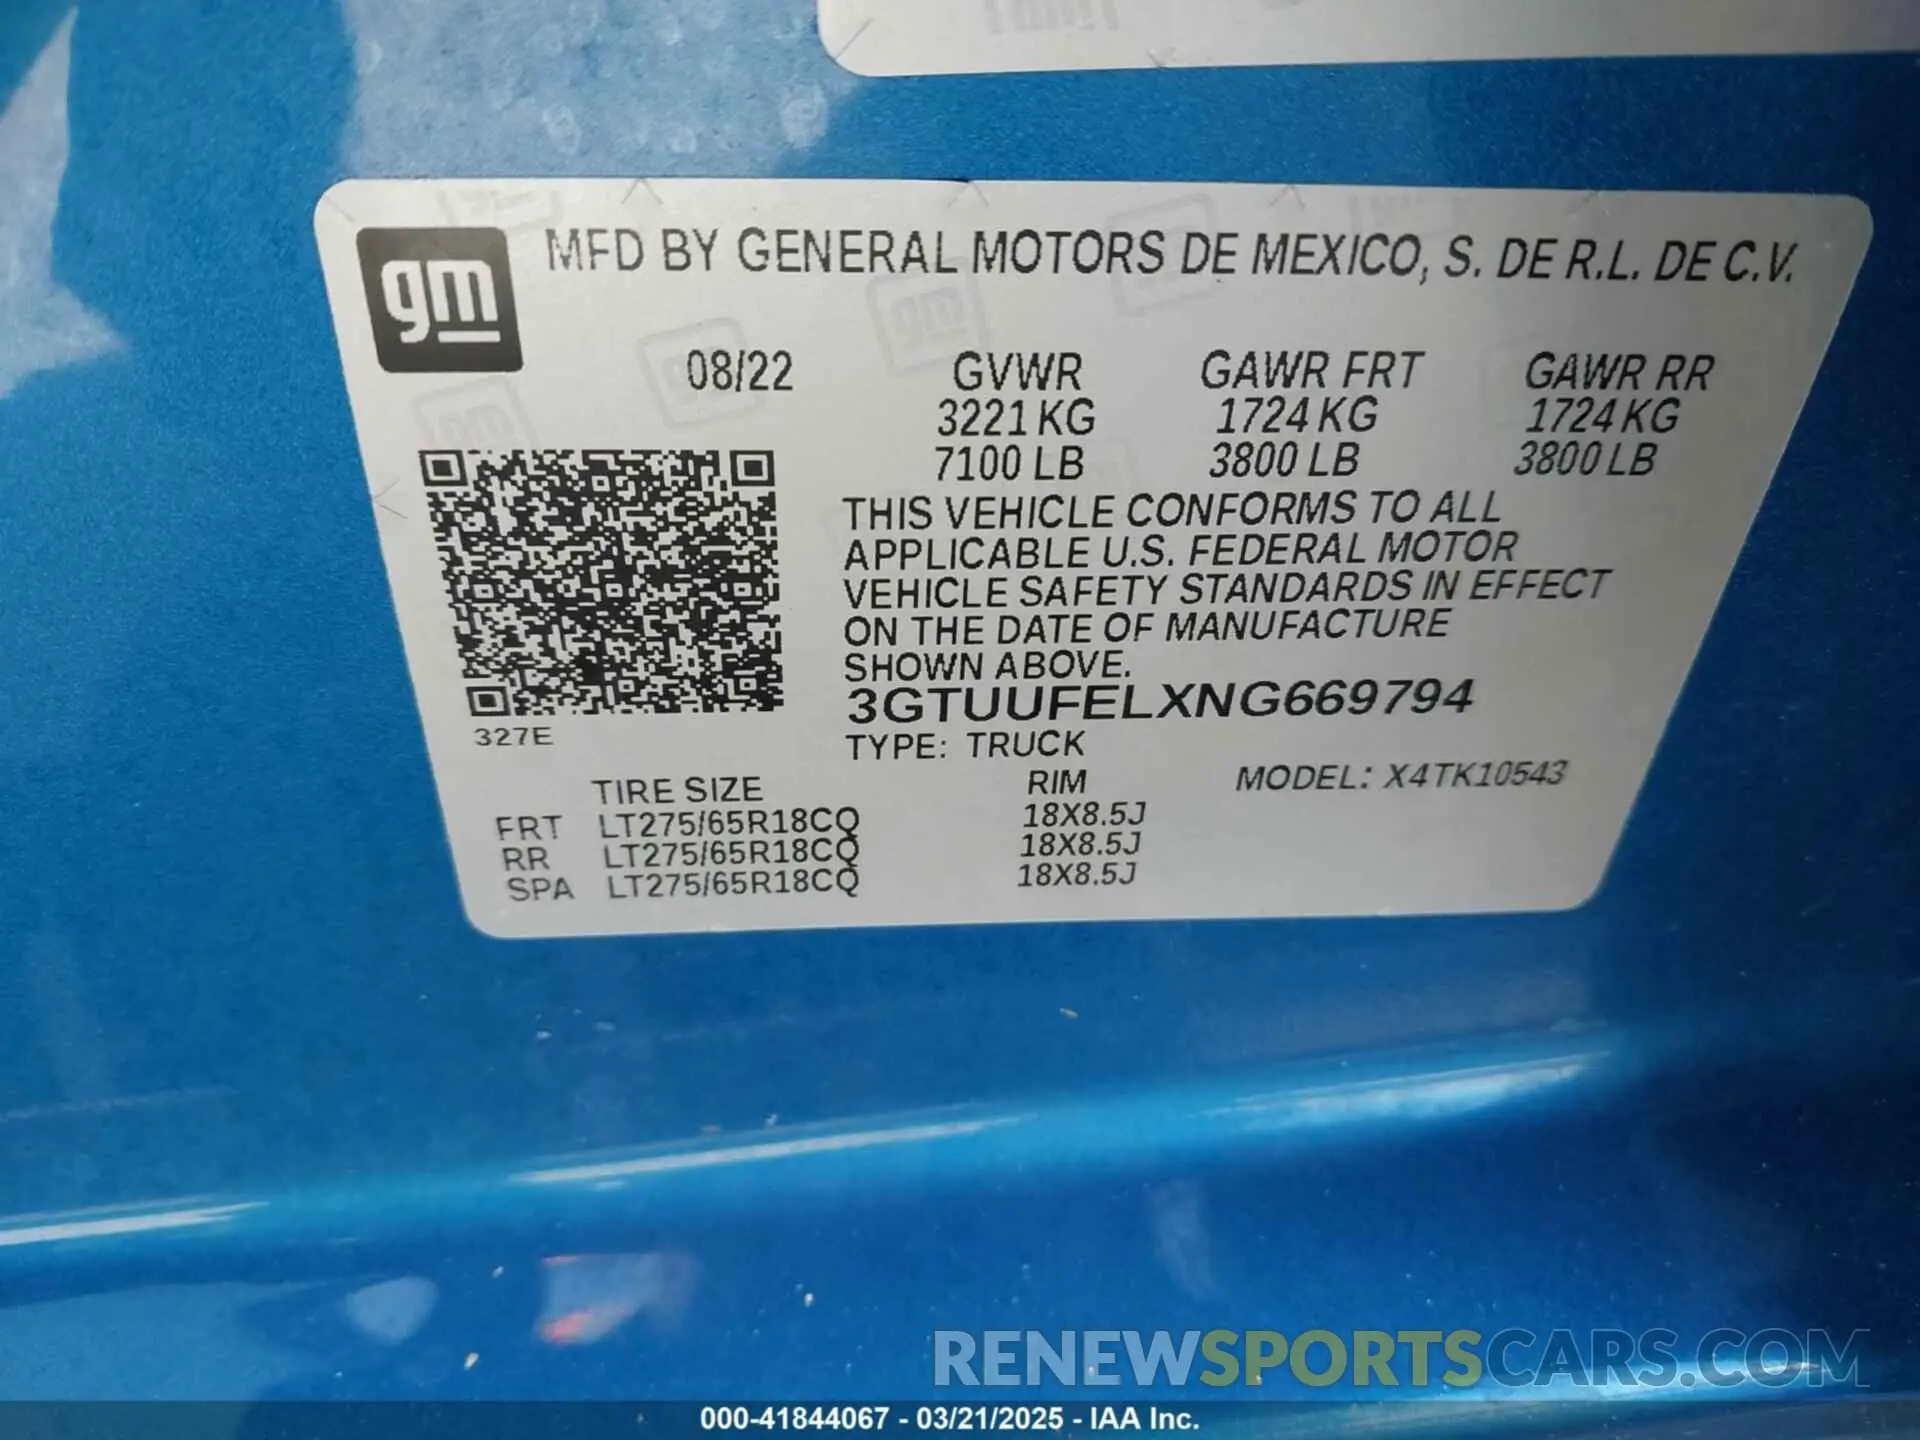 gm
MFD BY GENERAL MOTORS DE MEXICO, S. DE R.L. DE C.V.
08/22 GVWR GAWR FRT GAWR RR
3221 KG 1724 KG 1724 KG
7100 LB 3800 LB 3800 LB
THIS VEHICLE CONFORMS TO ALL
APPLICABLE U.S. FEDERAL MOTOR
VEHICLE SAFETY STANDARDS IN EFFECT
ON THE DATE OF MANUFACTURE
SHOWN ABOVE.
3GTUUFELXNG669794
327E
TYPE: TRUCK
TIRE SIZE RIM MODEL: X4TK10543
FRT LT275/65R18CQ 18X8.5J
RR LT275/65R18CQ 18X8.5J
SPA LT275/65R18CQ 18X8.5J
RENEWSPORTSCARS.COM
000-41844067 - 03/21/2025 - IAA Inc.